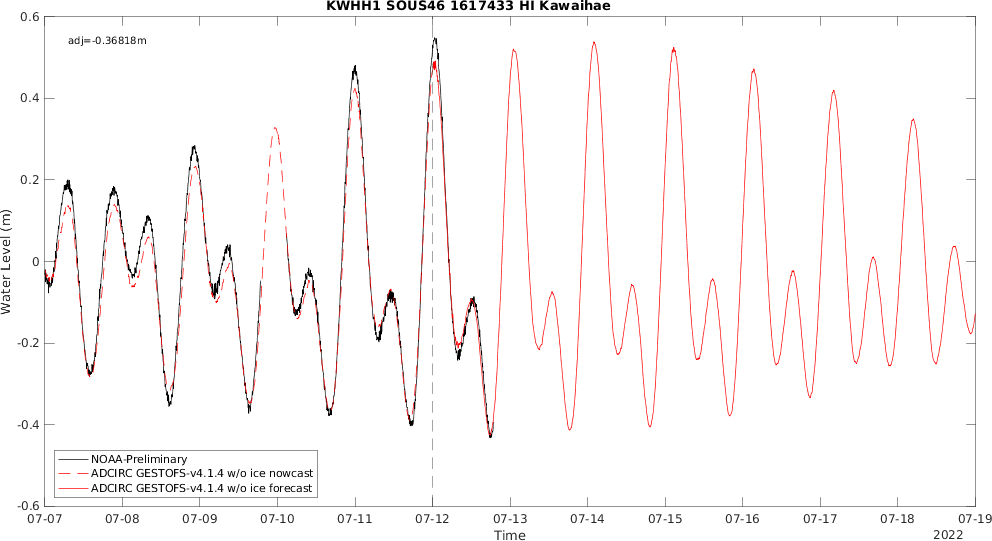 KWHH1 SOUS46 1617433 HI Kawaihae
adj=-0.36818m
0.6
0.4
0.2
0
-0.2
-0.4
-0.6
Water Level (m)
NOAA-Preliminary
ADCIRC GESTOFS-v4.1.4 w/o ice nowcast
ADCIRC GESTOFS-v4.1.4 w/o ice forecast
07-07 07-08 07-09 07-10 07-11 07-12 07-13 07-14 07-15 07-16 07-17 07-18 07-19
Time
2022